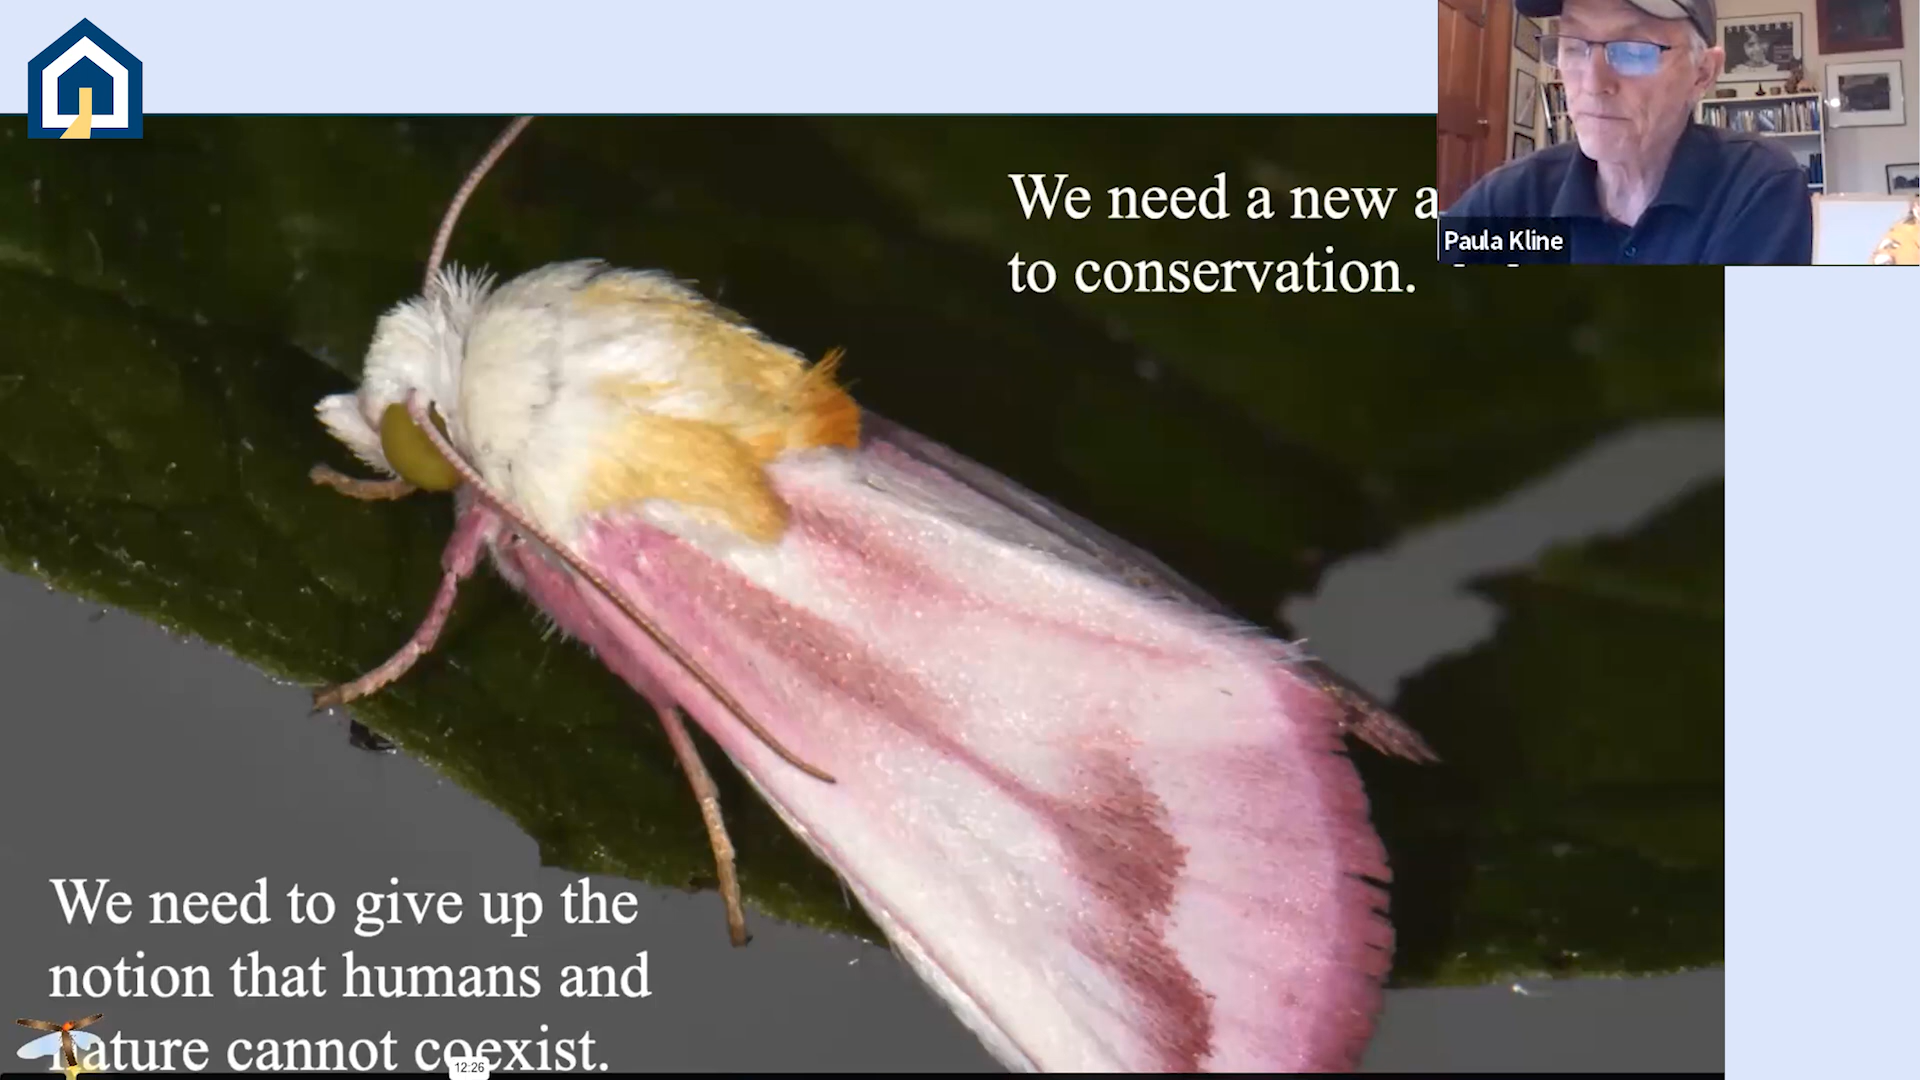 We need a new a
to conservation.
Paula Kline
We need to give up the
notion that humans and
nature cannot coexist.
12:26